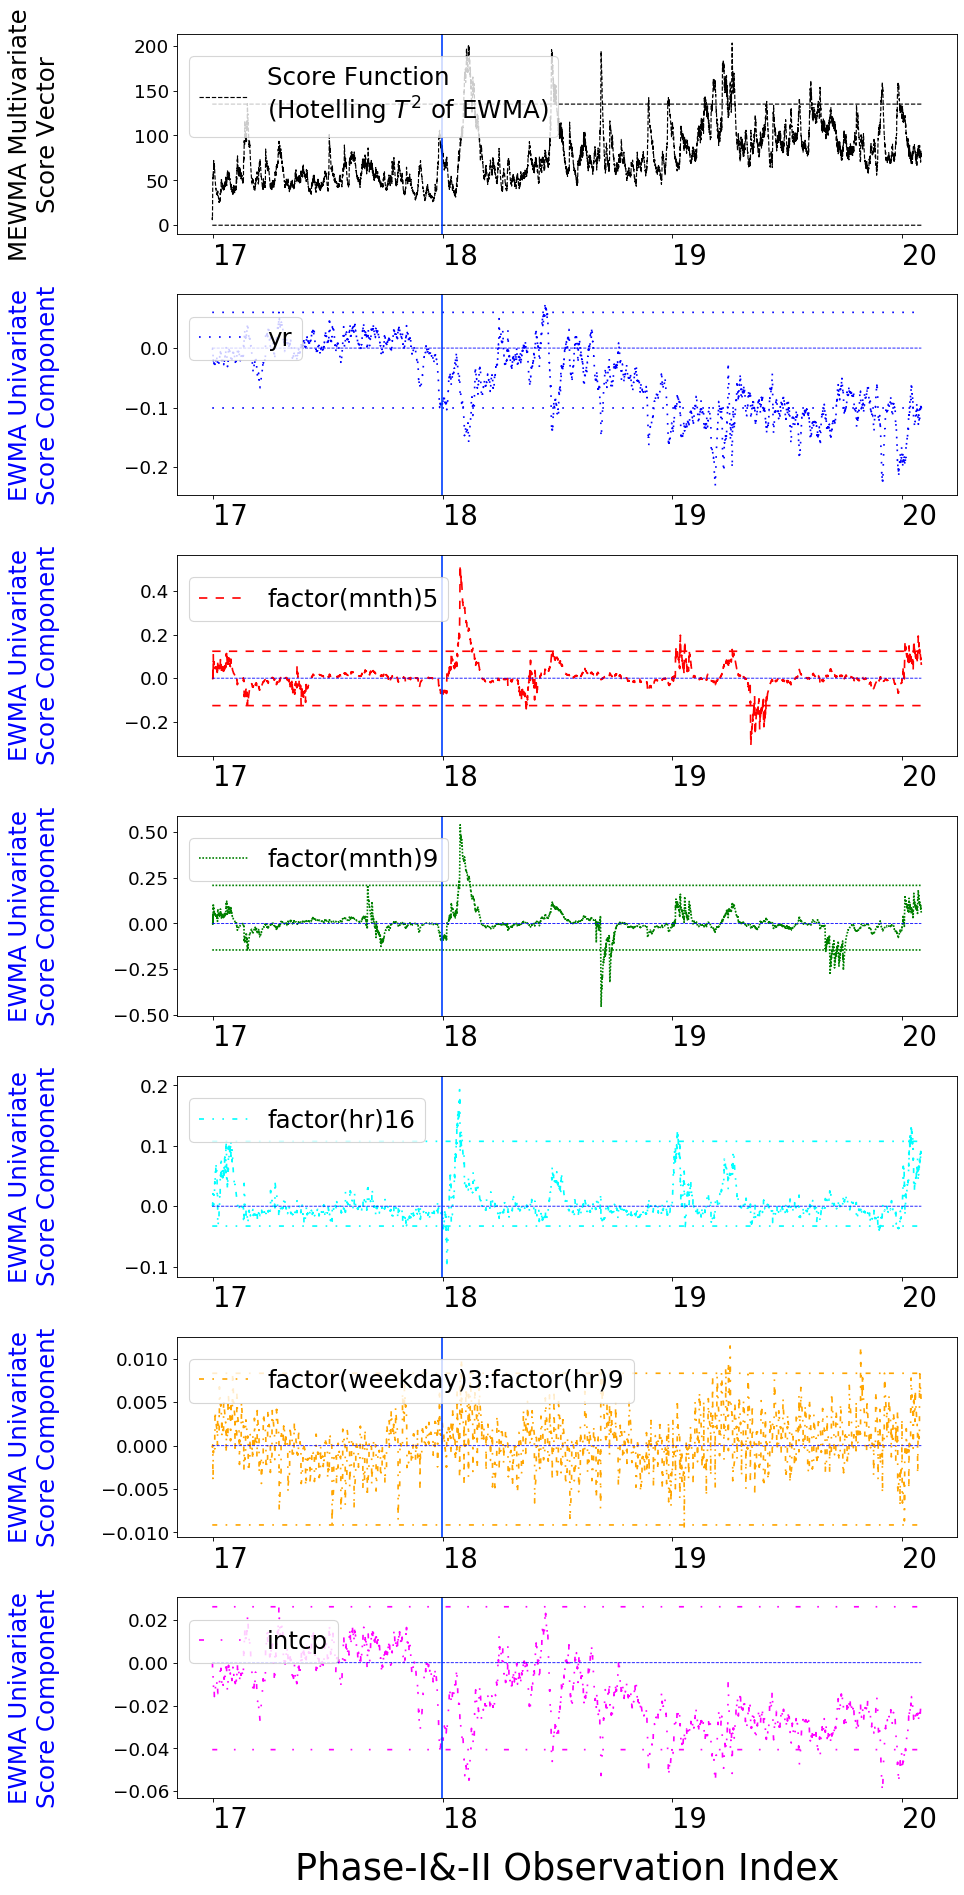 MEWMA Multivariate
Score Vector
200
150
100
50
0
Score Function
(Hotelling T² of EWMA)
17
18
19
20
EWMA Univariate
Score Component
0.0
−0.1
−0.2
yr
17
18
19
20
EWMA Univariate
Score Component
0.4
0.2
0.0
−0.2
factor(mnth)5
17
18
19
20
EWMA Univariate
Score Component
0.50
0.25
0.00
−0.25
−0.50
factor(mnth)9
17
18
19
20
EWMA Univariate
Score Component
0.2
0.1
0.0
−0.1
factor(hr)16
17
18
19
20
EWMA Univariate
Score Component
0.010
0.005
0.000
−0.005
−0.010
factor(weekday)3:factor(hr)9
17
18
19
20
EWMA Univariate
Score Component
0.02
0.00
−0.02
−0.04
−0.06
intcp
17
18
19
20
Phase-I&-II Observation Index